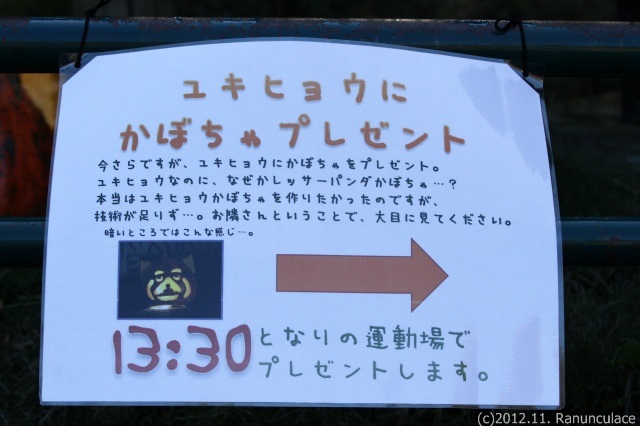 ユキヒョウに
かぼちゃプレゼント
今さらですが、ユキヒョウにかぼちゃをプレゼント。
ユキヒョウなのに、なぜかレッサーパンダかぼちゃ…？
本当はユキヒョウかぼちゃを作りたかったのですが、
技術が足りず…。お隣さんということで、大目に見てください。
暗いところではこんな感じ…。
13:30となりの運動場で
プレゼントします。
(c)2012.11. Ranunculace